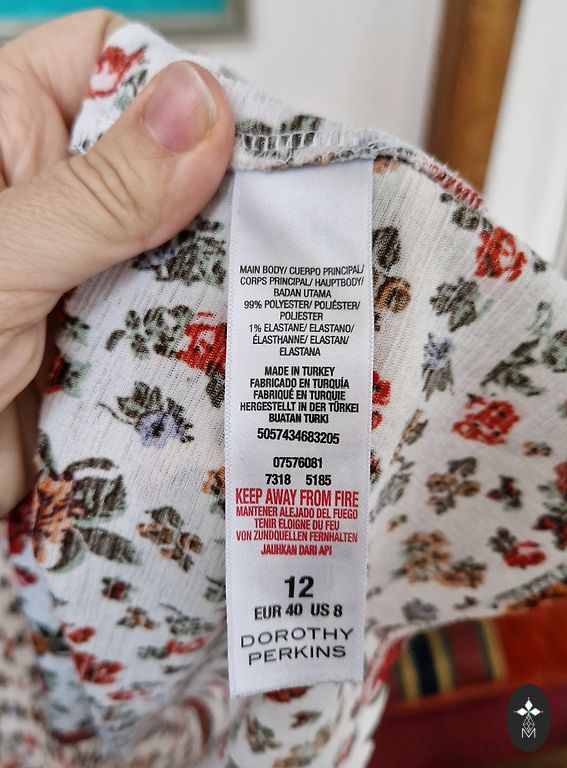 MAIN BODY/ CUERPO PRINCIPAL/
CORPS PRINCIPAL/ HAUPTBODY/
BADAN UTAMA
99% POLYESTER/ POLIÉSTER/
POLIESTER
1% ELASTANE/ ELASTANO/
ÉLASTHANNE/ ELASTAN/
ELASTANA
MADE IN TURKEY
FABRICADO EN TURQUÍA
FABRIQUÉ EN TURQUIE
HERGESTELLT IN DER TÜRKEI
BUATAN TURKI
5057434683205
07576081
7318 5185
KEEP AWAY FROM FIRE
MANTENER ALEJADO DEL FUEGO
TENIR ELOIGNE DU FEU
VON ZUNDQUELLEN FERNHALTEN
JAUHKAN DARI API
12
EUR 40 US 8
DOROTHY
PERKINS
M